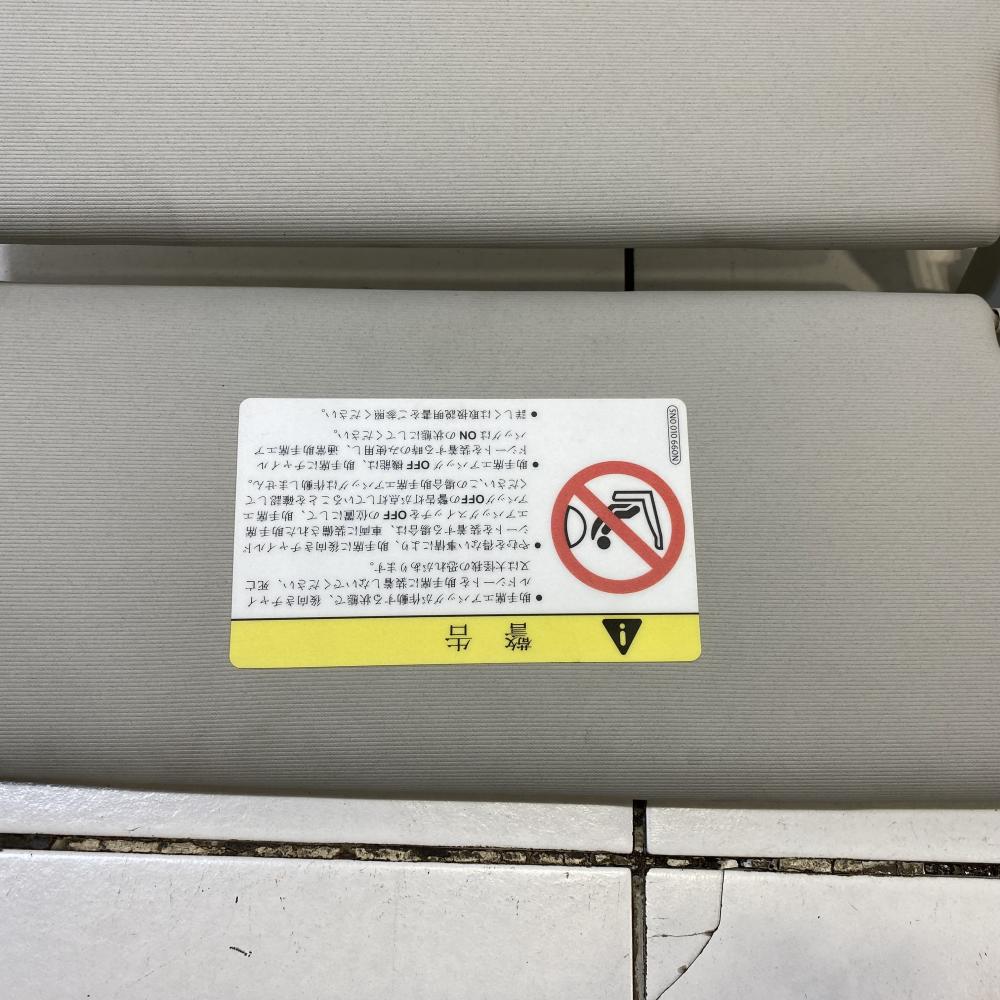 警 告
● 助手席エアバッグが作動する状態で、後向きチャイ
ルドシートを助手席に装着しないでください、死亡
又は大怪我の恐れがあります。
● やむを得ない事情により、助手席に後向きチャイルド
シートを装着する場合は、車両に装備された助手席
エアバッグスイッチをOFFの位置にして、助手席エ
アバッグOFFの警告灯が点灯していることを確認して
ください、この場合助手席エアバッグは作動しません。
● 助手席エアバッグ OFF 機能は、助手席にチャイル
ドシートを装着する時のみ使用し、通常助手席エア
バッグは ON の状態にしてください。
● 詳しくは取扱説明書をご参照ください。
SN00101066ON